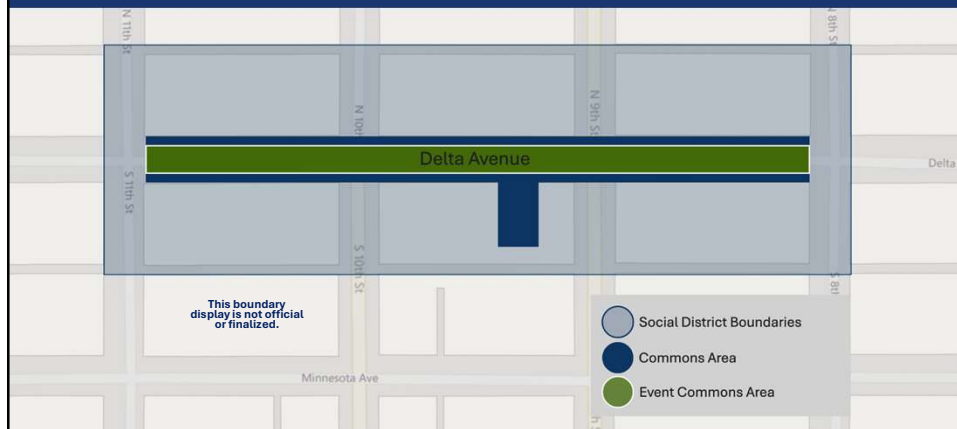 N 11th St
N 10th
N 9th St
N 8th St
Delta Avenue
Delta
S 11th St
S 10th St
S 8th
This boundary
display is not official
or finalized.
Social District Boundaries
Commons Area
Event Commons Area
Minnesota Ave